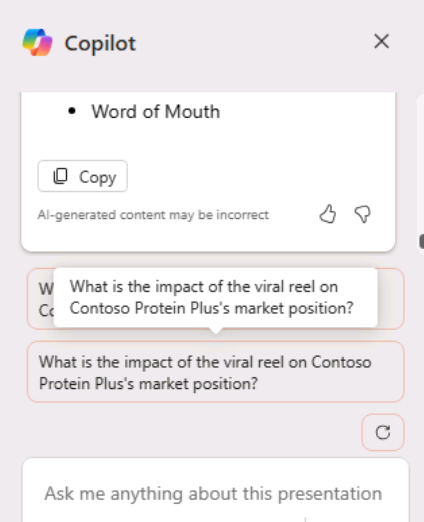 Copilot
• Word of Mouth
Copy
AI-generated content may be incorrect
W
Co
What is the impact of the viral reel on
Contoso Protein Plus's market position?
What is the impact of the viral reel on Contoso
Protein Plus's market position?
Ask me anything about this presentation